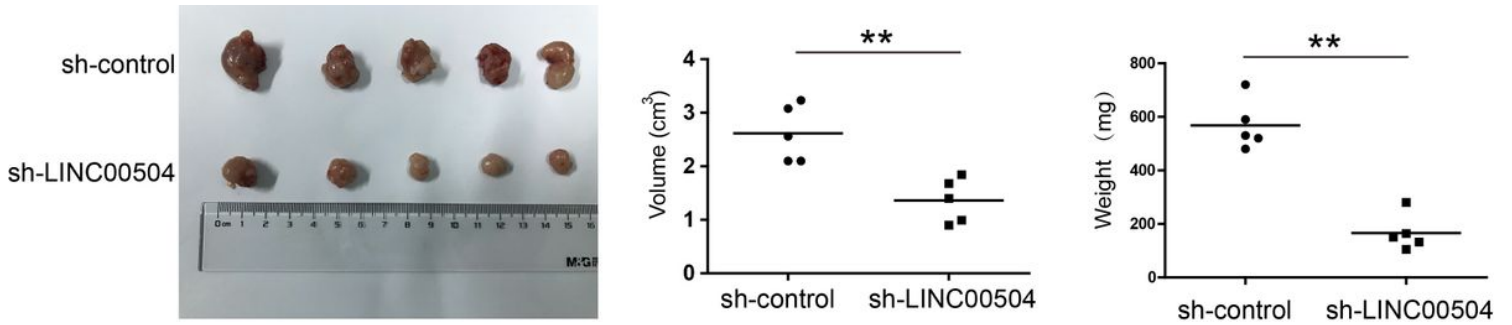 sh-control
sh-LINC00504
0cm 1 2 3 4 5 6 7 8 9 10 11 12 13 14 15 16
M&G
**
Volume (cm³)
4
3
2
1
0
sh-control sh-LINC00504
**
Weight (mg)
800
600
400
200
0
sh-control sh-LINC00504